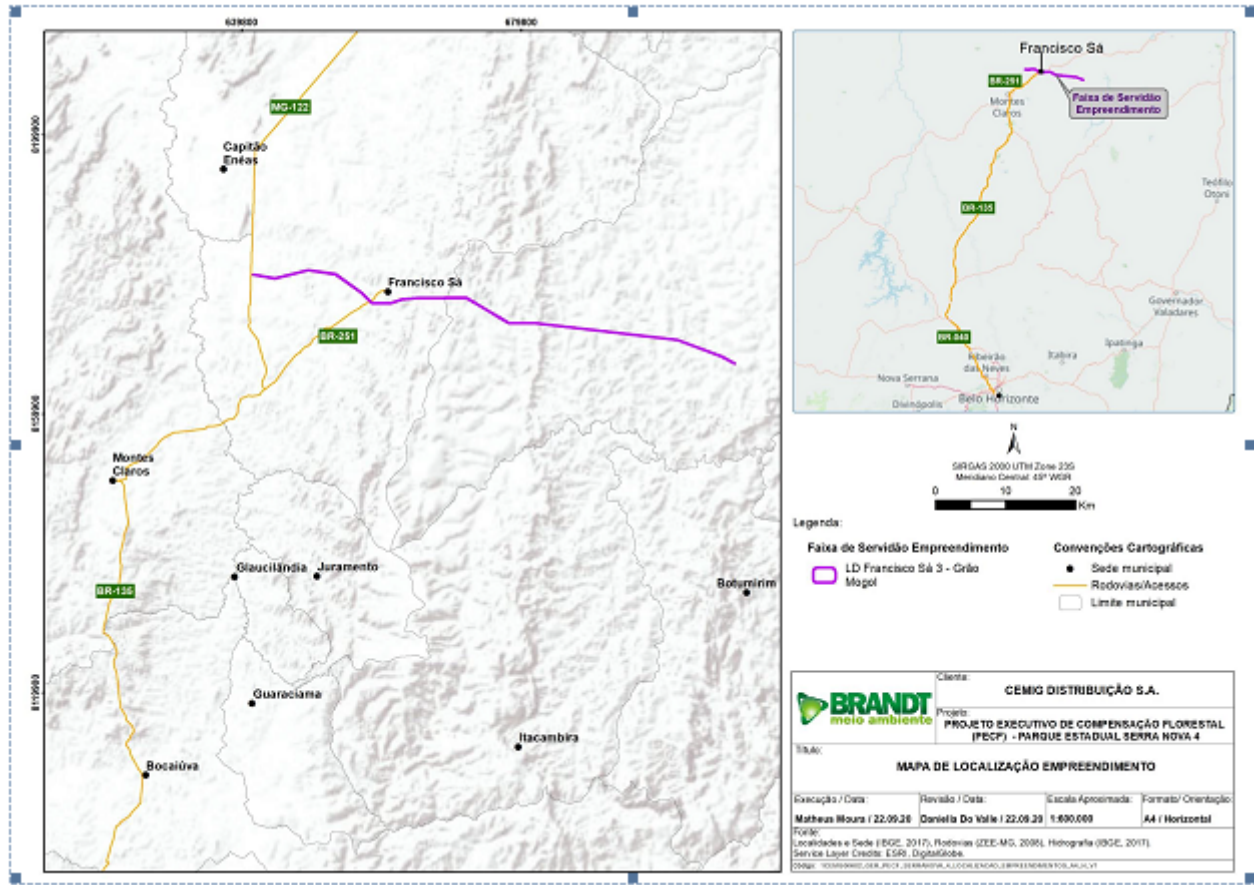 639800
679800
MG-122
Capitão
Enéas
Francisco Sá
BR-251
Montes
Claros
Glaucilândia
Juramento
BR-135
Botumirim
Guaraciama
Itacambira
Bocaiúva
Francisco Sá
BR-251
Montes
Claros
Faixa de Servidão
Empreendimento
Teófilo
Otoni
BR-135
Governador
Valadares
BR-040
Ribeirão
das Neves
Itabira
Ipatinga
Nova Serrana
Belo Horizonte
Divinópolis
N
SIRGAS 2000 UTM Zone 23S
Meridiano Central 45º WGR
0 10 20
Km
Legenda:
Faixa de Servidão Empreendimento
LD Francisco Sá 3 - Grão
Mogol
Convenções Cartográficas
Sede municipal
Rodovias/Acessos
Limite municipal
BRANDT
meio ambiente
Cliente:
CEMIG DISTRIBUIÇÃO S.A.
Projeto:
PROJETO EXECUTIVO DE COMPENSAÇÃO FLORESTAL
(PECF) - PARQUE ESTADUAL SERRA NOVA 4
Título:
MAPA DE LOCALIZAÇÃO EMPREENDIMENTO
Execução / Data:
Matheus Moura / 22.09.20
Revisão / Data:
Daniella Do Valle / 22.09.20
Escala Aproximada:
1:600.000
Formato/ Orientação:
A4 / Horizontal
Fonte:
Localidades e Sede (IBGE, 2017), Rodovias (ZEE-MG, 2008), Hidrografia (IBGE, 2017).
Service Layer Credits: ESRI, DigitalGlobe.